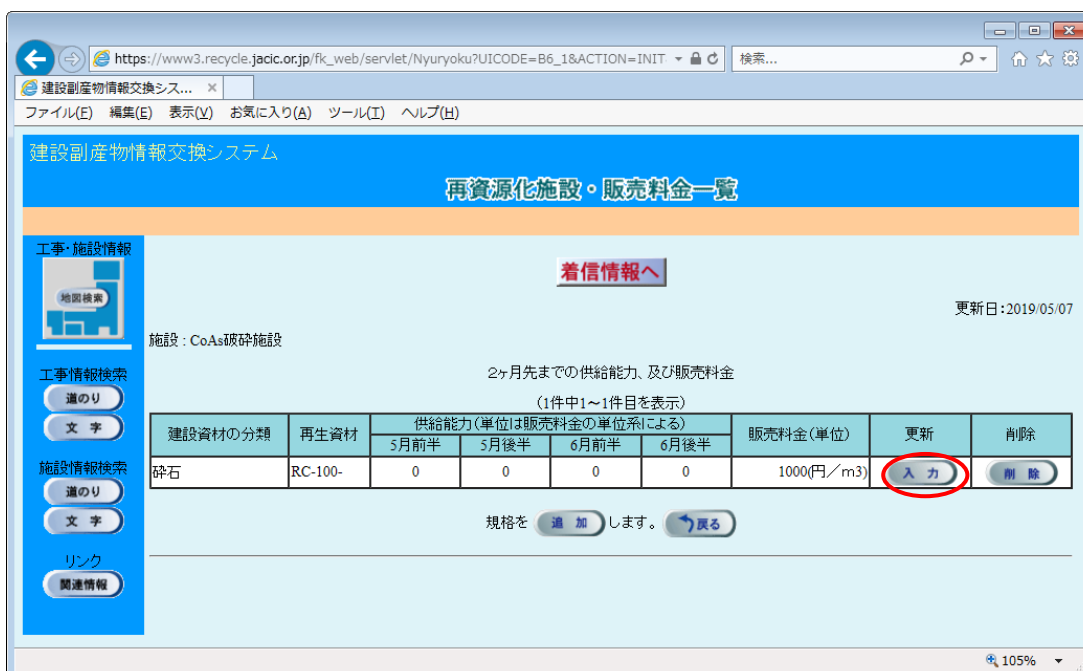 https://www3.recycle.jacic.or.jp/fk_web/servlet/Nyuryoku?UICODE=B6_1&ACTION=INIT
検索...
建設副産物情報交換シス... ×
ファイル(F) 編集(E) 表示(V) お気に入り(A) ツール(T) ヘルプ(H)
建設副産物情報交換システム
再資源化施設・販売料金一覧
工事・施設情報
地図検索
工事情報検索
道のり
文 字
施設情報検索
道のり
文 字
リンク
関連情報
着信情報へ
更新日:2019/05/07
施設 : CoAs破砕施設
2ヶ月先までの供給能力、及び販売料金
(1件中1~1件目を表示)
建設資材の分類 再生資材 供給能力(単位は販売料金の単位系による) 販売料金(単位) 更新 削除
5月前半 5月後半 6月前半 6月後半
砕石 RC-100- 0 0 0 0 1000(円/m3) 入 力 削 除
規格を 追 加 します。 戻る
105%